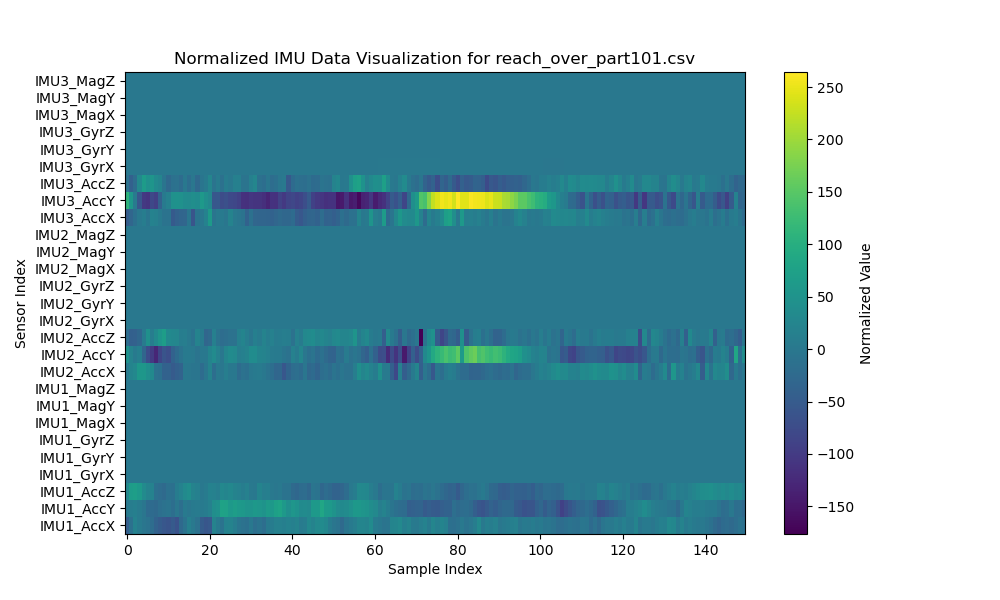 Normalized IMU Data Visualization for reach_over_part101.csv
Sensor Index
IMU3_MagZ
IMU3_MagY
IMU3_MagX
IMU3_GyrZ
IMU3_GyrY
IMU3_GyrX
IMU3_AccZ
IMU3_AccY
IMU3_AccX
IMU2_MagZ
IMU2_MagY
IMU2_MagX
IMU2_GyrZ
IMU2_GyrY
IMU2_GyrX
IMU2_AccZ
IMU2_AccY
IMU2_AccX
IMU1_MagZ
IMU1_MagY
IMU1_MagX
IMU1_GyrZ
IMU1_GyrY
IMU1_GyrX
IMU1_AccZ
IMU1_AccY
IMU1_AccX
0 20 40 60 80 100 120 140
Sample Index
250
200
150
100
50
0
−50
−100
−150
Normalized Value